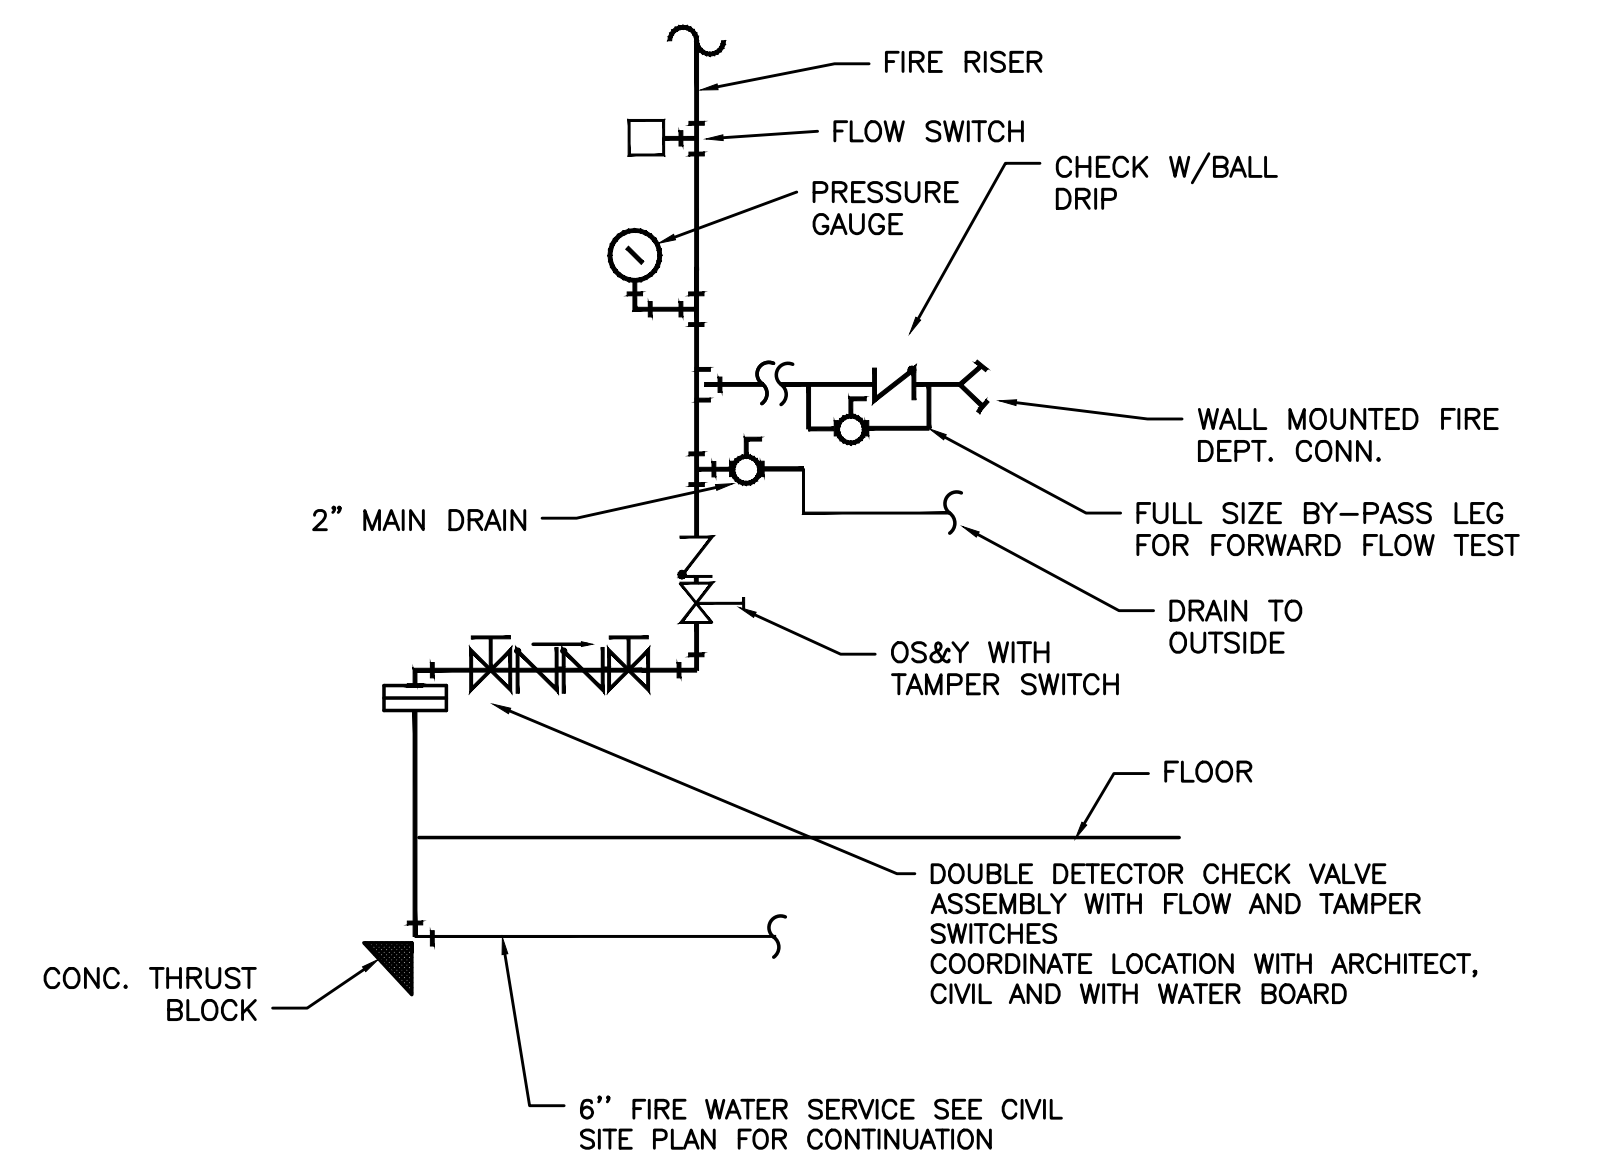 FIRE RISER
FLOW SWITCH
CHECK W/BALL
DRIP
PRESSURE
GAUGE
WALL MOUNTED FIRE
DEPT. CONN.
2” MAIN DRAIN
FULL SIZE BY-PASS LEG
FOR FORWARD FLOW TEST
DRAIN TO
OUTSIDE
OS&Y WITH
TAMPER SWITCH
FLOOR
DOUBLE DETECTOR CHECK VALVE
ASSEMBLY WITH FLOW AND TAMPER
SWITCHES
COORDINATE LOCATION WITH ARCHITECT,
CIVIL AND WITH WATER BOARD
CONC. THRUST
BLOCK
6’’ FIRE WATER SERVICE SEE CIVIL
SITE PLAN FOR CONTINUATION